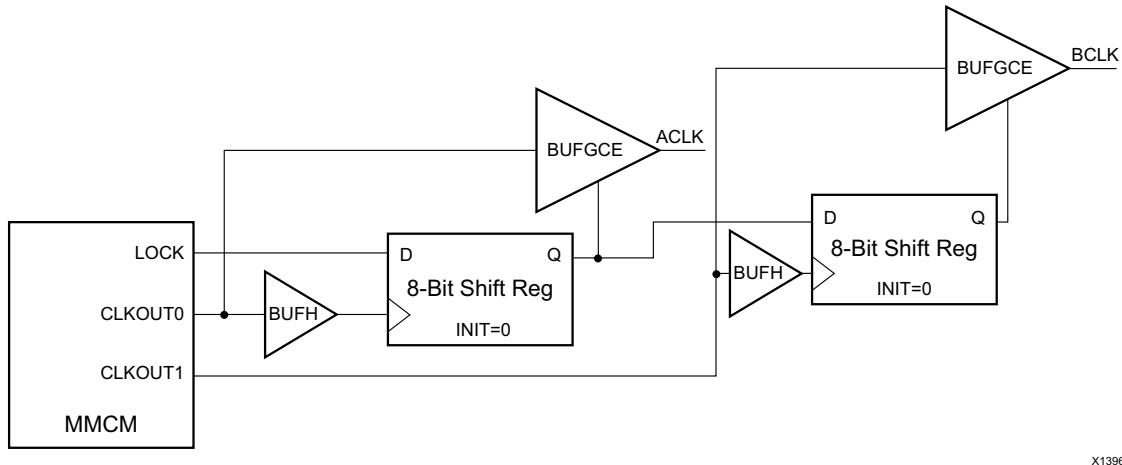 BUFGCE
BCLK
BUFGCE
ACLK
LOCK
D
Q
8-Bit Shift Reg
INIT=0
D
Q
8-Bit Shift Reg
INIT=0
BUFH
BUFH
CLKOUT0
CLKOUT1
MMCM
X1396